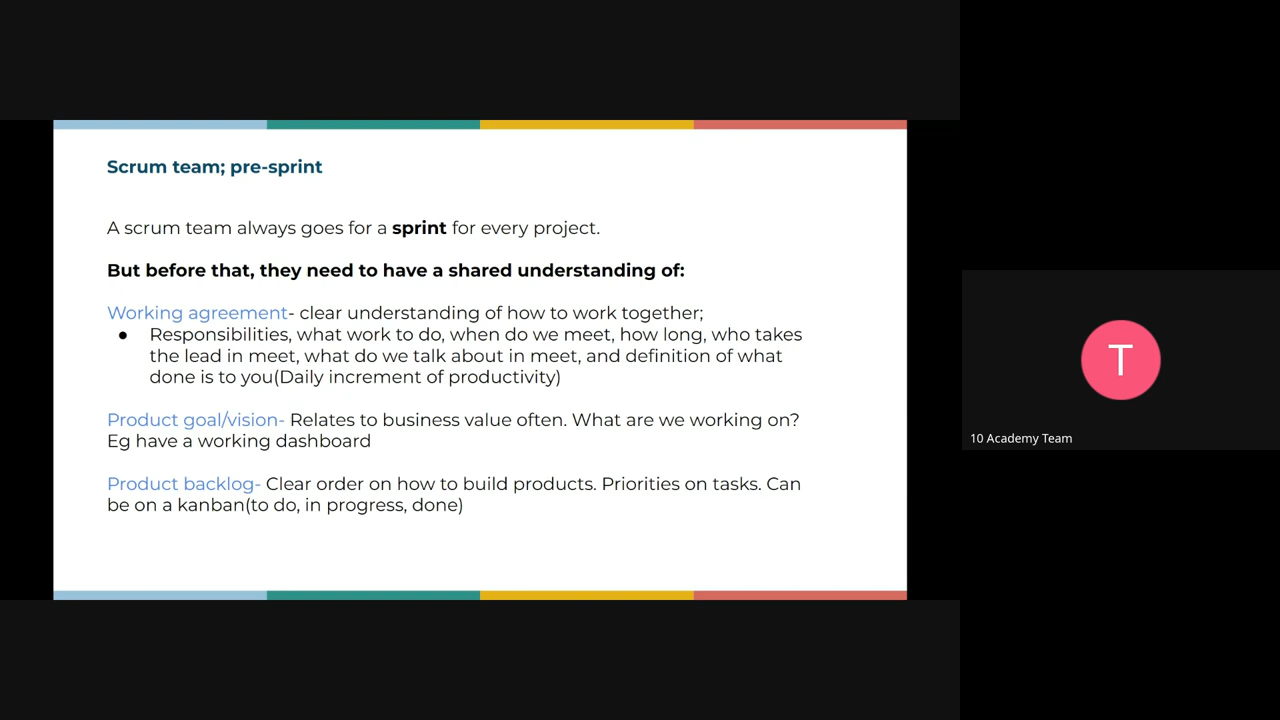 Scrum team; pre-sprint
A scrum team always goes for a sprint for every project.
But before that, they need to have a shared understanding of:
Working agreement- clear understanding of how to work together;
● Responsibilities, what work to do, when do we meet, how long, who takes
the lead in meet, what do we talk about in meet, and definition of what
done is to you(Daily increment of productivity)
Product goal/vision- Relates to business value often. What are we working on?
Eg have a working dashboard
Product backlog- Clear order on how to build products. Priorities on tasks. Can
be on a kanban(to do, in progress, done)
T
10 Academy Team